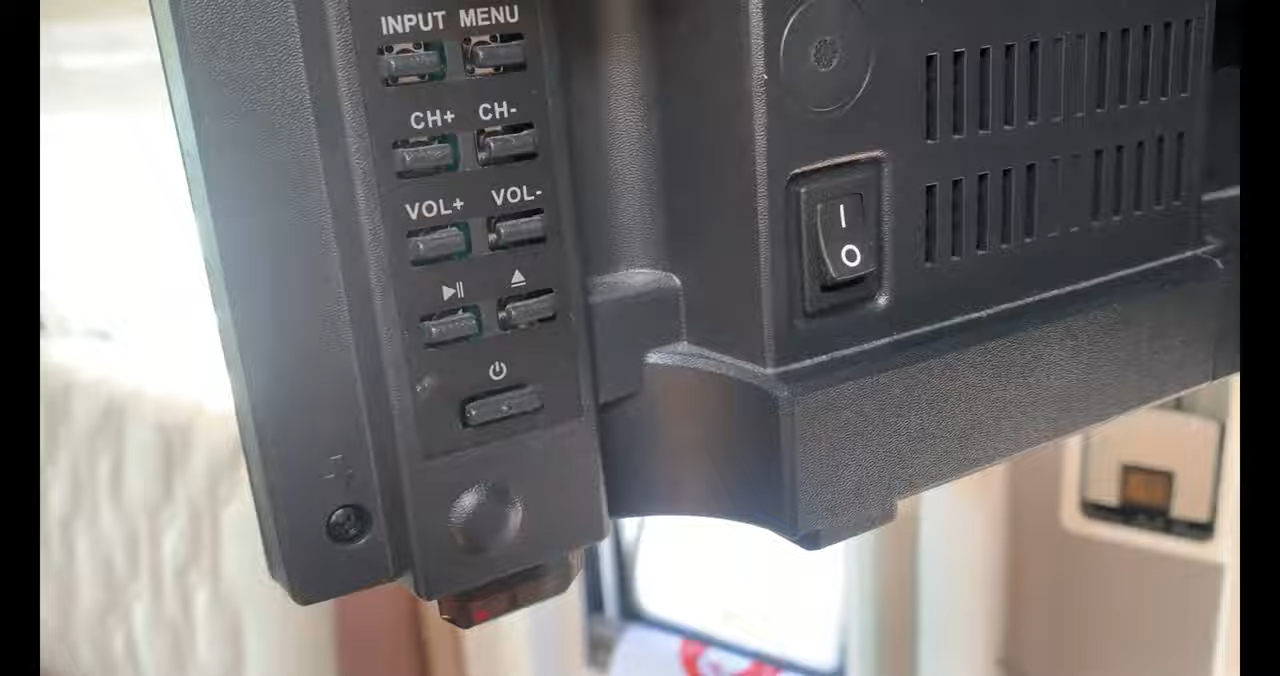 INPUT MENU
CH+ CH-
VOL+ VOL-
I
O